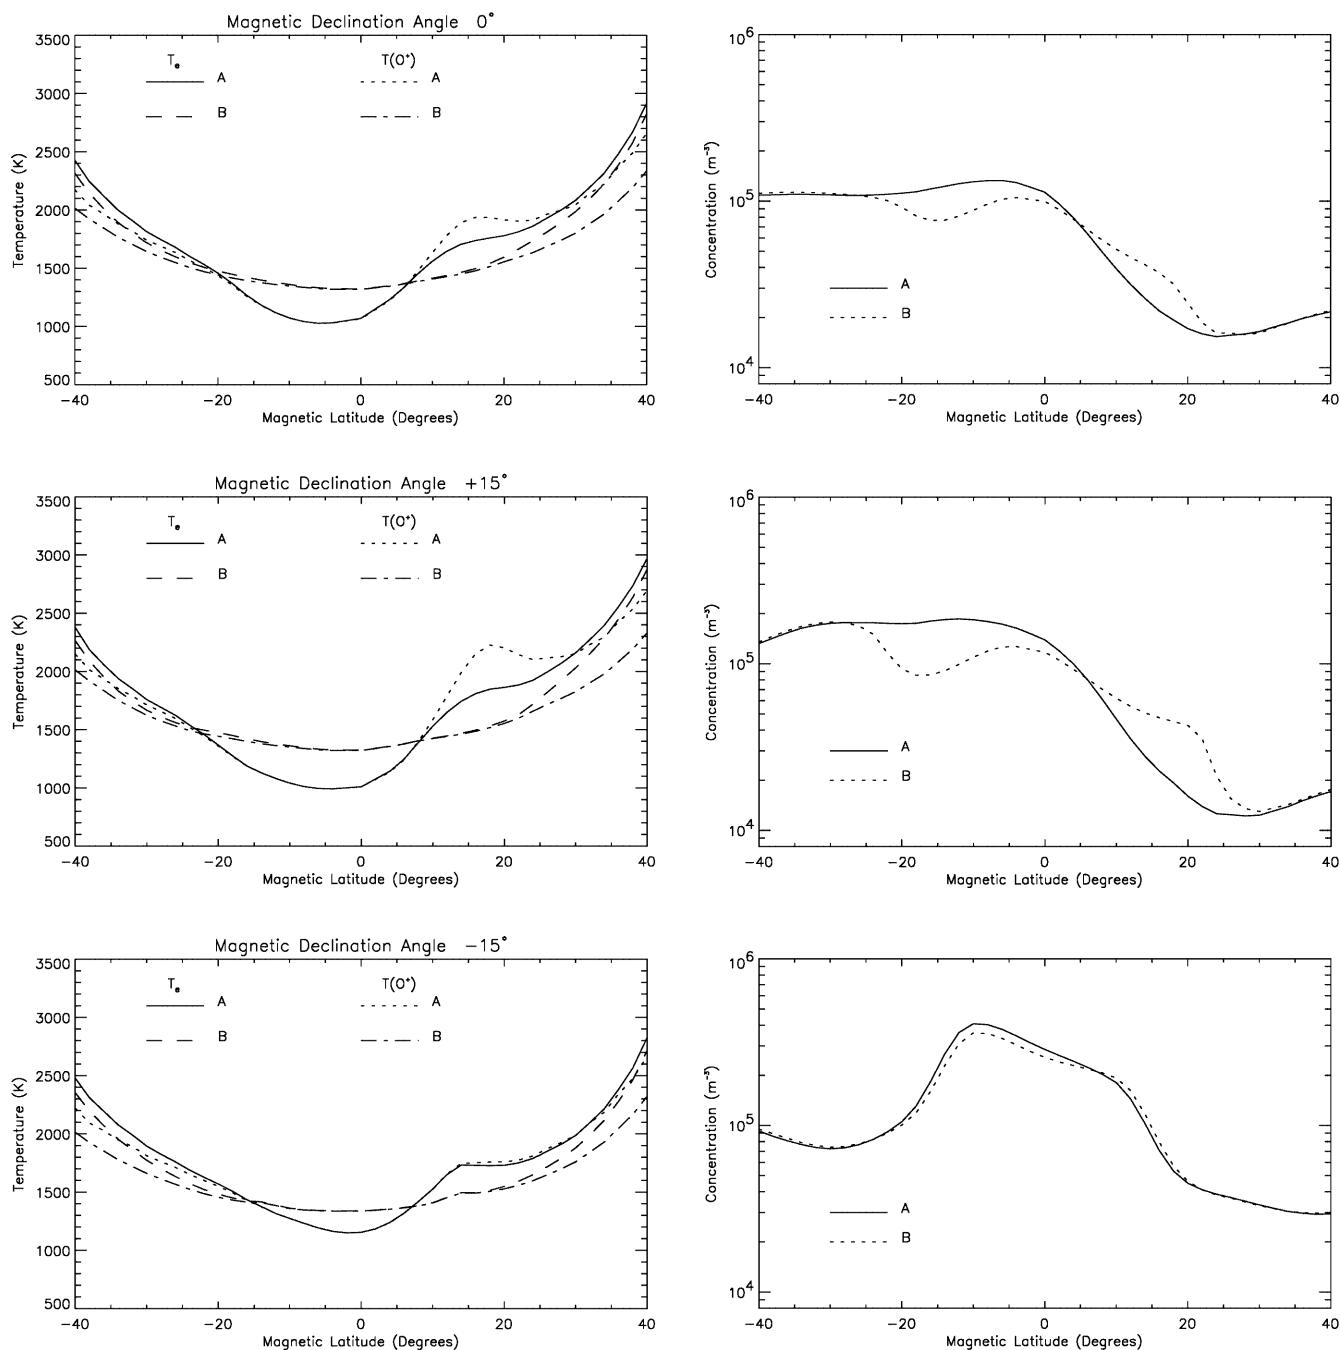 Magnetic Declination Angle 0°
3500
3000
2500
2000
1500
1000
500
Temperature (K)
Tₑ
T(O⁺)
A
A
B
B
−40
−20
0
20
40
Magnetic Latitude (Degrees)
10⁶
10⁵
10⁴
Concentration (m⁻³)
A
B
−40
−20
0
20
40
Magnetic Latitude (Degrees)
Magnetic Declination Angle +15°
3500
3000
2500
2000
1500
1000
500
Temperature (K)
Tₑ
T(O⁺)
A
A
B
B
−40
−20
0
20
40
Magnetic Latitude (Degrees)
10⁶
10⁵
10⁴
Concentration (m⁻³)
A
B
−40
−20
0
20
40
Magnetic Latitude (Degrees)
Magnetic Declination Angle −15°
3500
3000
2500
2000
1500
1000
500
Temperature (K)
Tₑ
T(O⁺)
A
A
B
B
−40
−20
0
20
40
Magnetic Latitude (Degrees)
10⁶
10⁵
10⁴
Concentration (m⁻³)
A
B
−40
−20
0
20
40
Magnetic Latitude (Degrees)